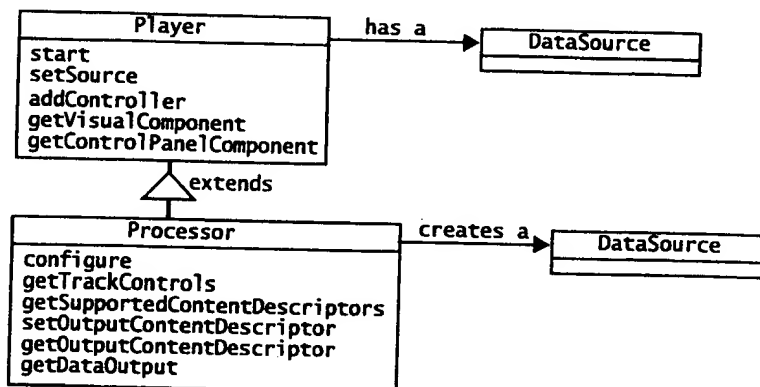 Player
has a
DataSource
start
setSource
addController
getVisualComponent
getControlPanelComponent
extends
Processor
creates a
DataSource
configure
getTrackControls
getSupportedContentDescriptors
setOutputContentDescriptor
getOutputContentDescriptor
getDataOutput